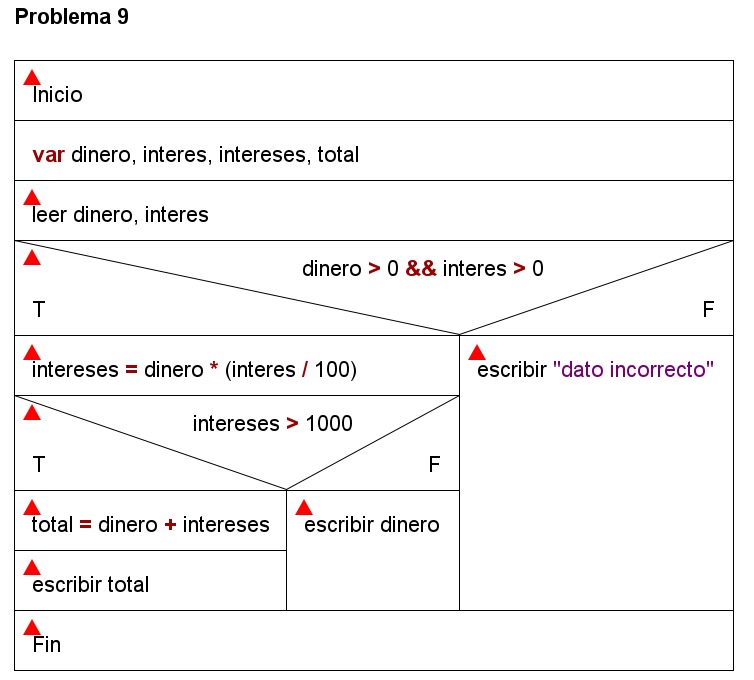 Problema 9
Inicio
var dinero, interes, intereses, total
leer dinero, interes
dinero > 0 && interes > 0
T
F
intereses = dinero * (interes / 100)
escribir "dato incorrecto"
intereses > 1000
T
F
total = dinero + intereses
escribir dinero
escribir total
Fin